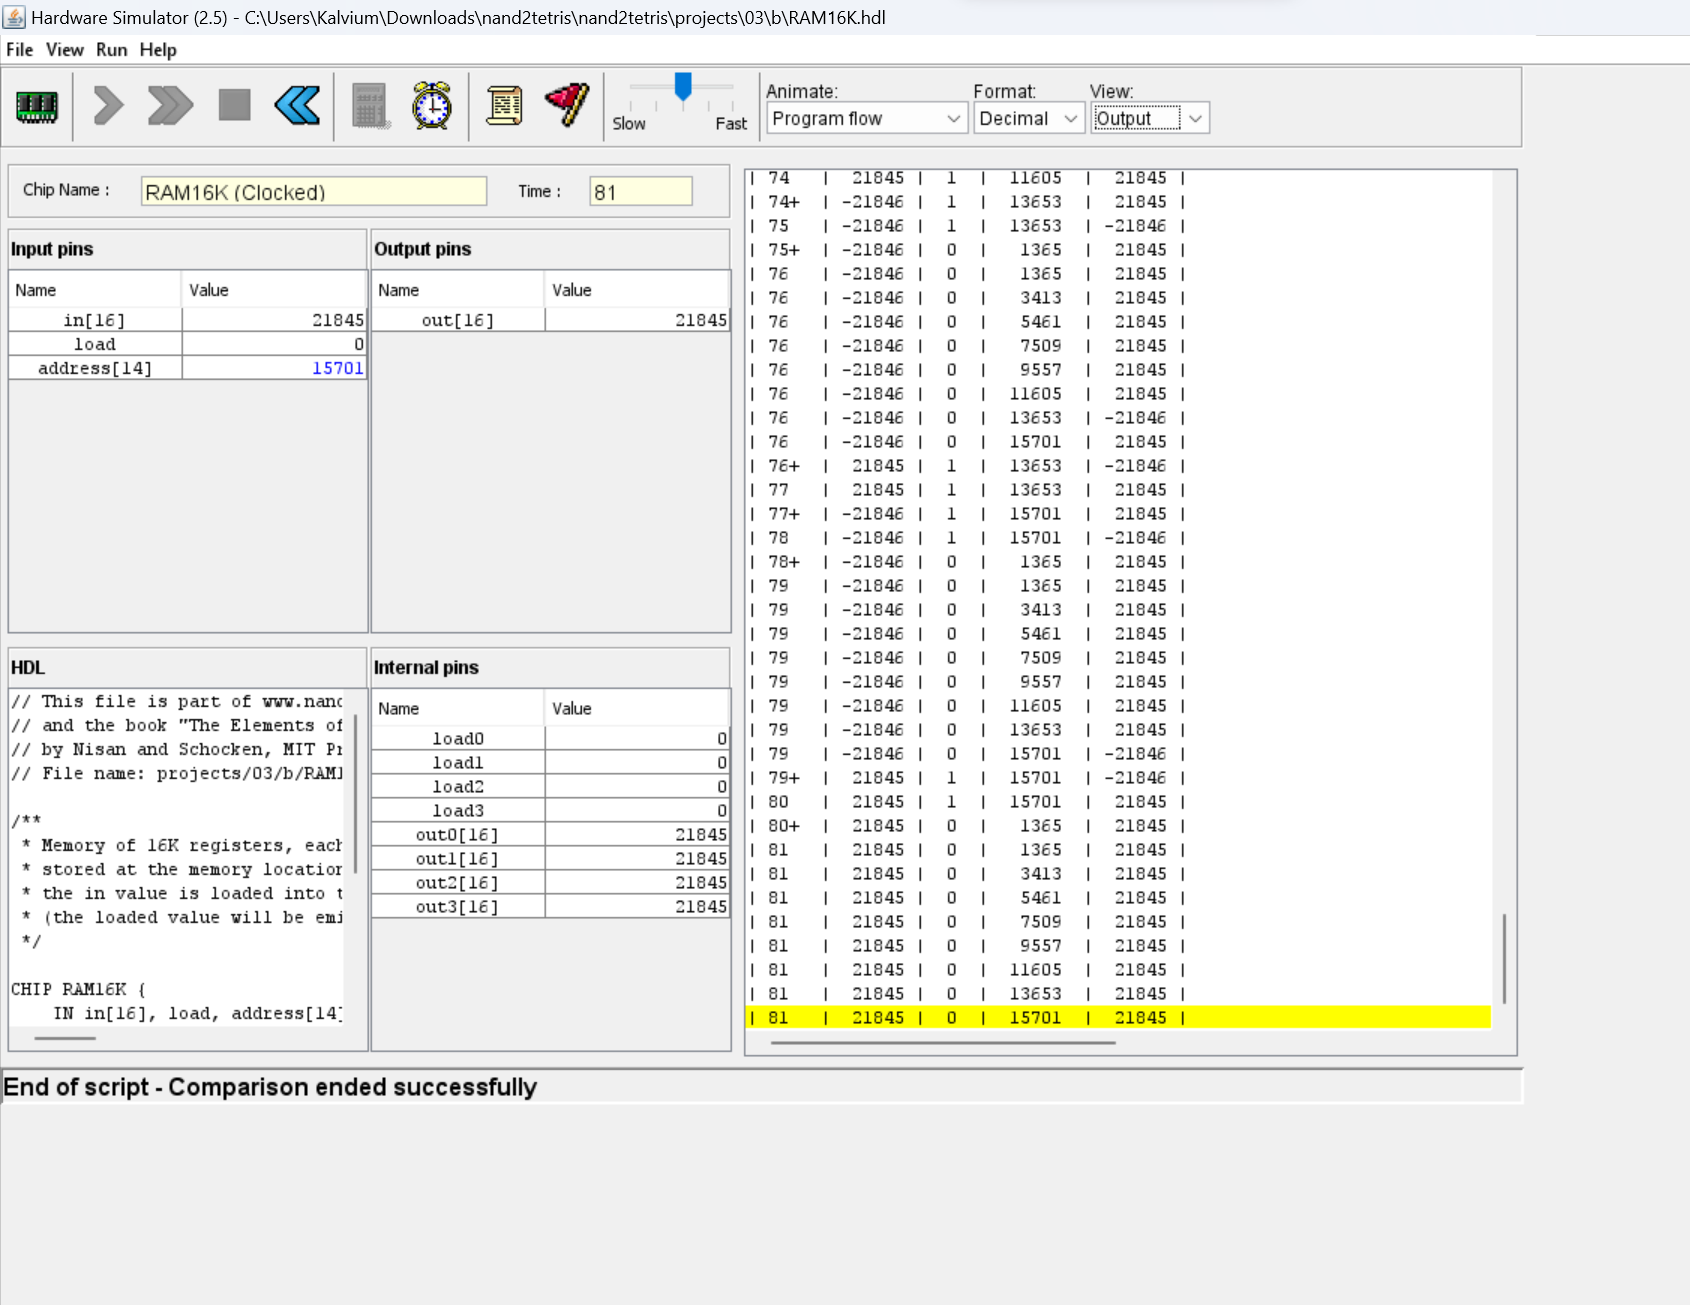 Hardware Simulator (2.5) - C:\Users\Kalvium\Downloads\nand2tetris\nand2tetris\projects\03\b\RAM16K.hdl
File View Run Help
Slow Fast
Animate: Format: View:
Program flow Decimal Output
Chip Name : RAM16K (Clocked) Time : 81
Input pins
Name Value
in[16] 21845
load 0
address[14] 15701
Output pins
Name Value
out[16] 21845
HDL
// This file is part of www.nand
// and the book "The Elements of
// by Nisan and Schocken, MIT Pr
// File name: projects/03/b/RAM1
/**
* Memory of 16K registers, each
* stored at the memory location
* the in value is loaded into t
* (the loaded value will be emi
*/
CHIP RAM16K {
IN in[16], load, address[14]
Internal pins
Name Value
load0 0
load1 0
load2 0
load3 0
out0[16] 21845
out1[16] 21845
out2[16] 21845
out3[16] 21845
| 74 | 21845 | 1 | 11605 | 21845 |
| 74+ | -21846 | 1 | 13653 | 21845 |
| 75 | -21846 | 1 | 13653 | -21846 |
| 75+ | -21846 | 0 | 1365 | 21845 |
| 76 | -21846 | 0 | 1365 | 21845 |
| 76 | -21846 | 0 | 3413 | 21845 |
| 76 | -21846 | 0 | 5461 | 21845 |
| 76 | -21846 | 0 | 7509 | 21845 |
| 76 | -21846 | 0 | 9557 | 21845 |
| 76 | -21846 | 0 | 11605 | 21845 |
| 76 | -21846 | 0 | 13653 | -21846 |
| 76 | -21846 | 0 | 15701 | 21845 |
| 76+ | 21845 | 1 | 13653 | -21846 |
| 77 | 21845 | 1 | 13653 | 21845 |
| 77+ | -21846 | 1 | 15701 | 21845 |
| 78 | -21846 | 1 | 15701 | -21846 |
| 78+ | -21846 | 0 | 1365 | 21845 |
| 79 | -21846 | 0 | 1365 | 21845 |
| 79 | -21846 | 0 | 3413 | 21845 |
| 79 | -21846 | 0 | 5461 | 21845 |
| 79 | -21846 | 0 | 7509 | 21845 |
| 79 | -21846 | 0 | 9557 | 21845 |
| 79 | -21846 | 0 | 11605 | 21845 |
| 79 | -21846 | 0 | 13653 | 21845 |
| 79 | -21846 | 0 | 15701 | -21846 |
| 79+ | 21845 | 1 | 15701 | -21846 |
| 80 | 21845 | 1 | 15701 | 21845 |
| 80+ | 21845 | 0 | 1365 | 21845 |
| 81 | 21845 | 0 | 1365 | 21845 |
| 81 | 21845 | 0 | 3413 | 21845 |
| 81 | 21845 | 0 | 5461 | 21845 |
| 81 | 21845 | 0 | 7509 | 21845 |
| 81 | 21845 | 0 | 9557 | 21845 |
| 81 | 21845 | 0 | 11605 | 21845 |
| 81 | 21845 | 0 | 13653 | 21845 |
| 81 | 21845 | 0 | 15701 | 21845 |
End of script - Comparison ended successfully